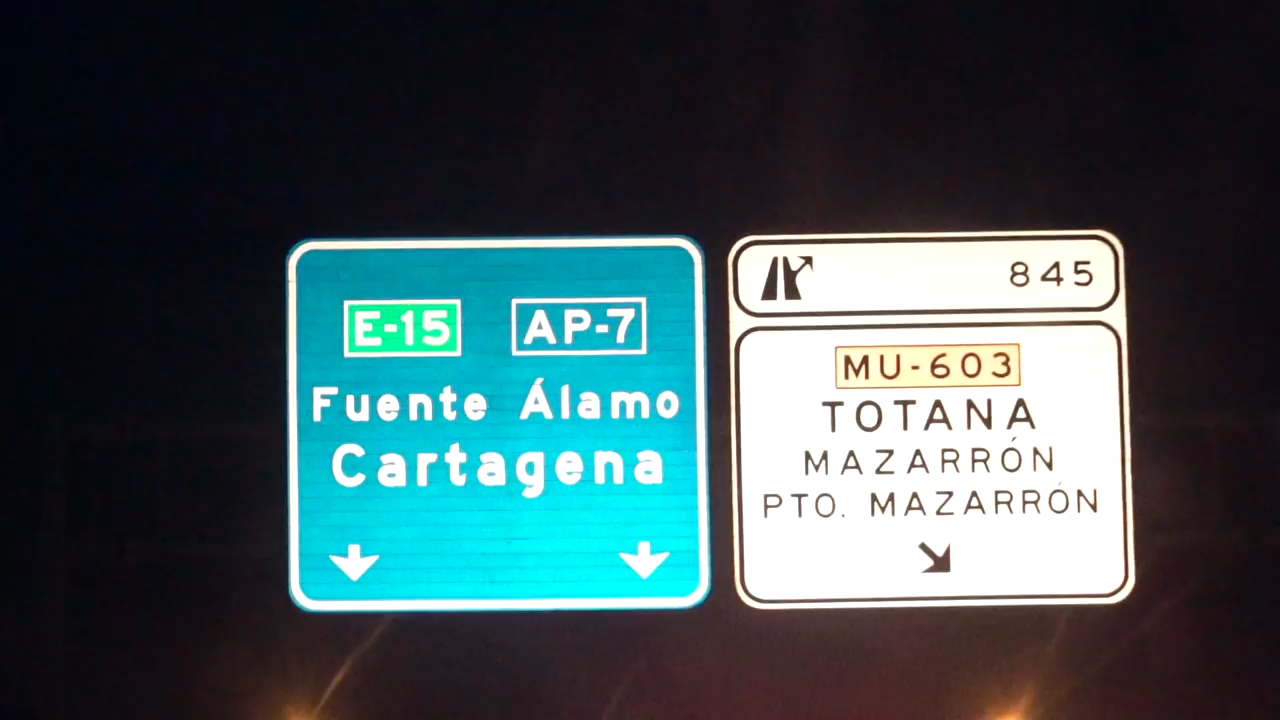 E-15 AP-7
Fuente Álamo
Cartagena
845
MU-603
TOTANA
MAZARRÓN
PTO. MAZARRÓN